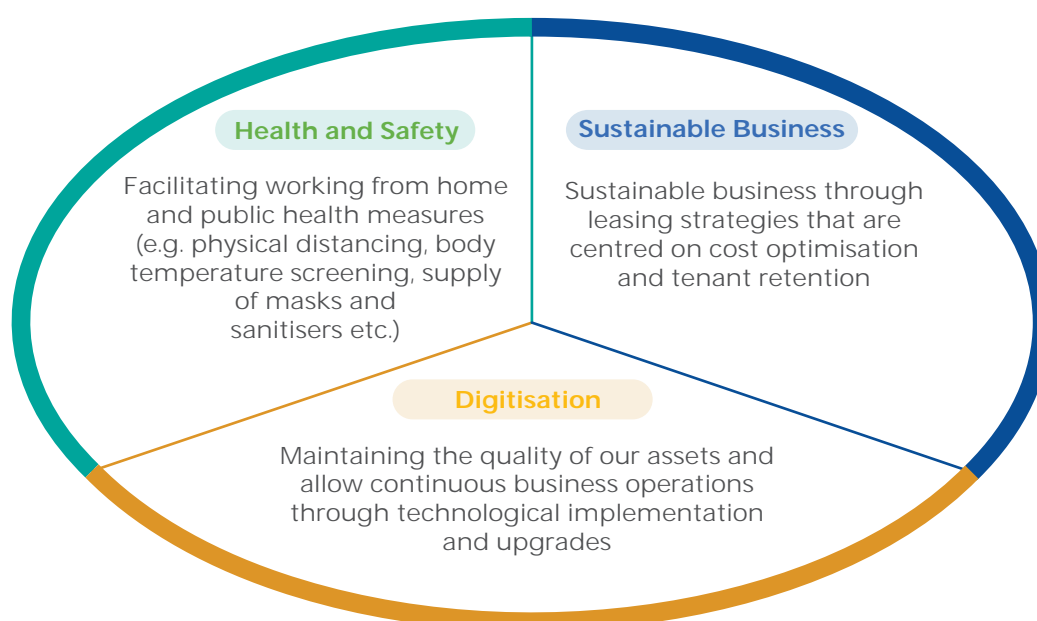 Health and Safety
Facilitating working from home
and public health measures
(e.g. physical distancing, body
temperature screening, supply
of masks and
sanitisers etc.)
Sustainable Business
Sustainable business through
leasing strategies that are
centred on cost optimisation
and tenant retention
Digitisation
Maintaining the quality of our assets and
allow continuous business operations
through technological implementation
and upgrades